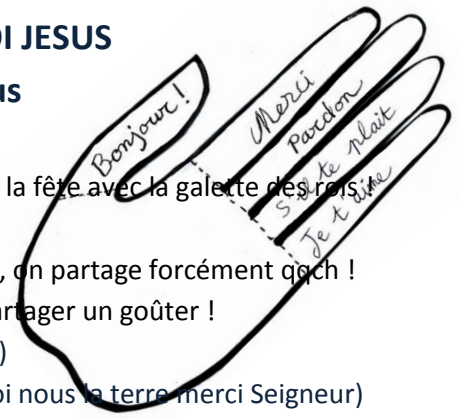 OI JESUS
us
Bonjour !
Merci
Pardon
S'il te plait
Je t'aime
la fête avec la galette des rois !
, on partage forcément qqch !
artager un goûter !
)
oi nous la terre merci Seigneur)